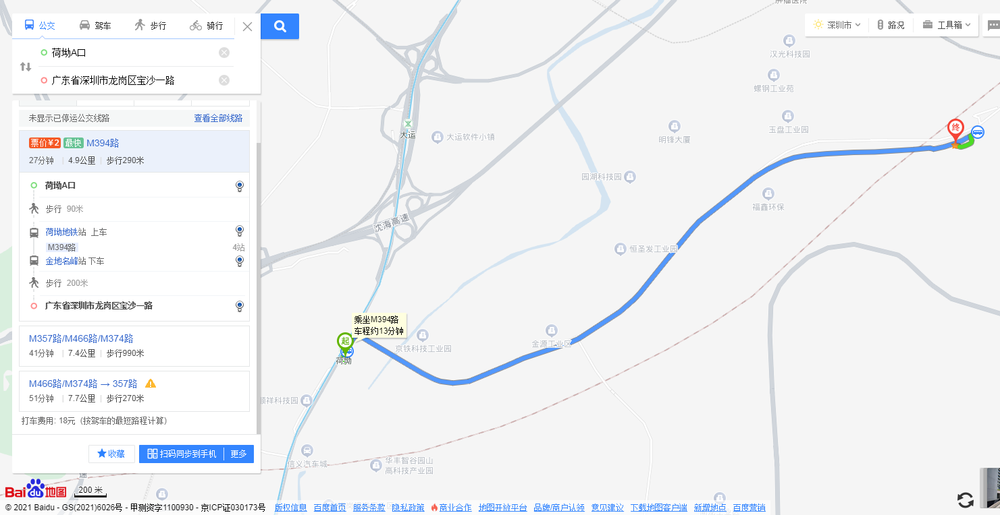 公交 驾车 步行 骑行
荷坳A口
广东省深圳市龙岗区宝沙一路
未显示已停运公交线路 查看全部线路
票价¥2 最快 M394路
27分钟 | 4.9公里 | 步行290米
荷坳A口
步行 90米
荷坳地铁站 上车
M394路 4站
金地名峰站 下车
步行 200米
广东省深圳市龙岗区宝沙一路
M357路/M466路/M374路
41分钟 | 7.4公里 | 步行990米
M466路/M374路 → 357路
51分钟 | 7.7公里 | 步行270米
打车费用: 18元（按驾车的最短路程计算）
收藏 扫码同步到手机 更多
深圳市 路况 工具箱
汉光科技园
螺钢工业苑
玉盘工业园
明锋大厦
大运
大运软件小镇
园湖科技园
福鑫环保
沈海高速
恒圣发工业园
终
乘坐M394路
车程约13分钟
起
荷坳
京铁科技工业园
金源工业区
顺祥科技园
信义汽车城
华丰智谷园山
高科技产业园
Bai du 地图
200 米
© 2021 Baidu - GS(2021)6026号 - 甲测资字1100930 - 京ICP证030173号 版权信息 百度首页 服务条款 隐私政策 商业合作 地图开放平台 品牌/商户认领 意见建议 下载地图客户端 新增地点 百度营销